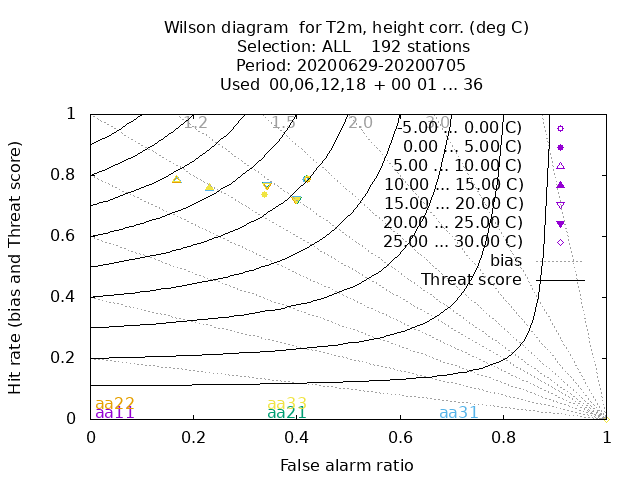 Wilson diagram  for T2m, height corr. (deg C)
Selection: ALL    192 stations
Period: 20200629-20200705
Used  00,06,12,18  + 00 01 ... 36
Hit rate (bias and Threat score)
1
0.8
0.6
0.4
0.2
0
1.2
1.5
2.0
3.0
-5.00 ... 0.00 C)
0.00 ... 5.00 C)
5.00 ... 10.00 C)
10.00 ... 15.00 C)
15.00 ... 20.00 C)
20.00 ... 25.00 C)
25.00 ... 30.00 C)
bias
Threat score
aa22 aa33
aa11 aa21 aa31
0 0.2 0.4 0.6 0.8 1
False alarm ratio